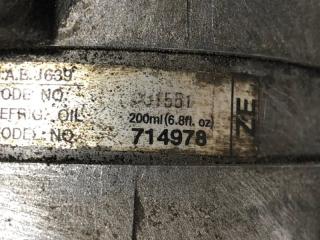 A.E. J639
ODE NO.
EFRIG. OIL 200ml (6.8fl. oz)
ODEL NO. 714978
ZE